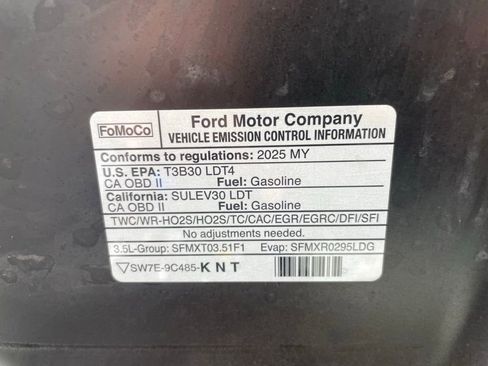 FoMoCo
Ford Motor Company
VEHICLE EMISSION CONTROL INFORMATION
Conforms to regulations: 2025 MY
U.S. EPA: T3B30 LDT4
CA OBD II Fuel: Gasoline
California: SULEV30 LDT
CA OBD II Fuel: Gasoline
TWC/WR-HO2S/HO2S/TC/CAC/EGR/EGRC/DFI/SFI
No adjustments needed.
3.5L-Group: SFMXT03.51F1 Evap: SFMXR0295LDG
SW7E-9C485-KNT